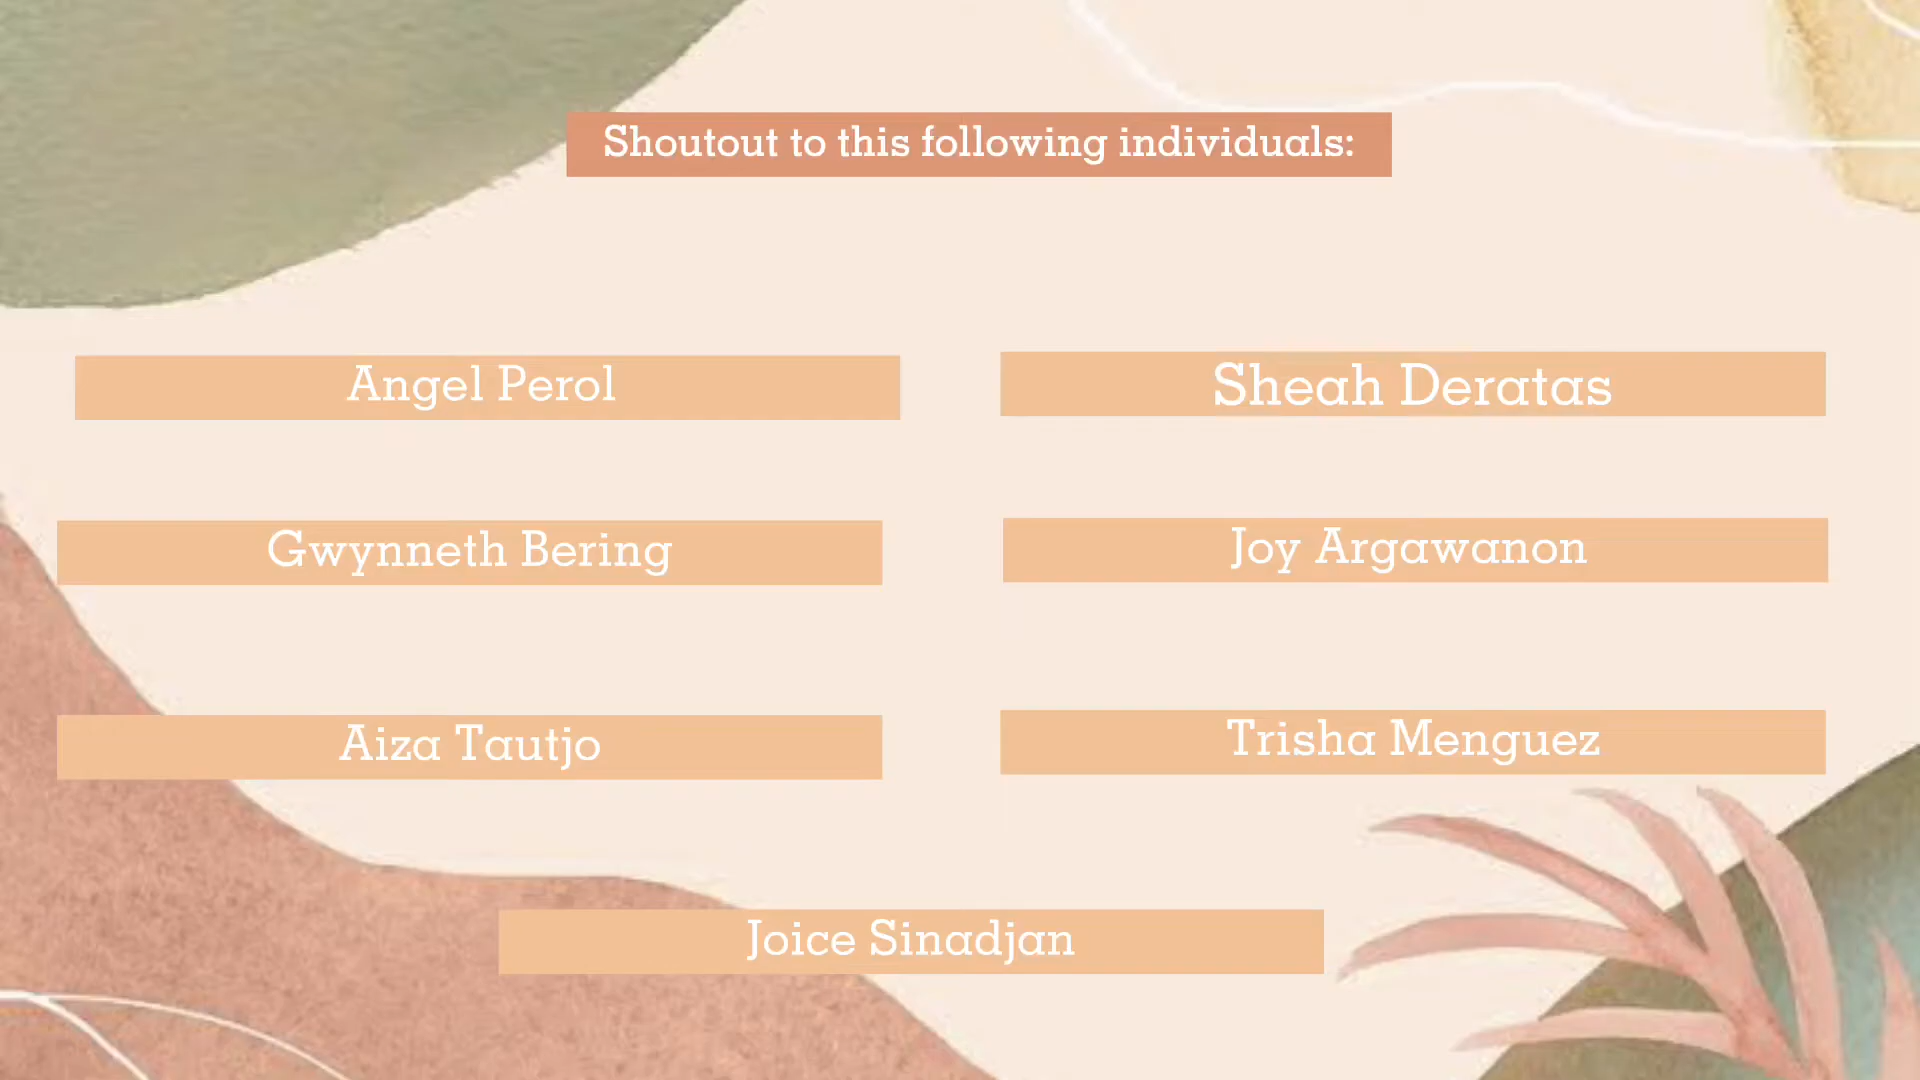 Shoutout to this following individuals:
Angel Perol
Sheah Deratas
Gwynneth Bering
Joy Argawanon
Aiza Tautjo
Trisha Menguez
Joice Sinadjan